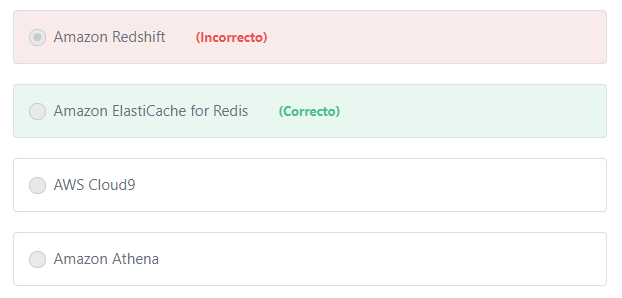 Amazon Redshift (Incorrecto)
Amazon ElastiCache for Redis (Correcto)
AWS Cloud9
Amazon Athena